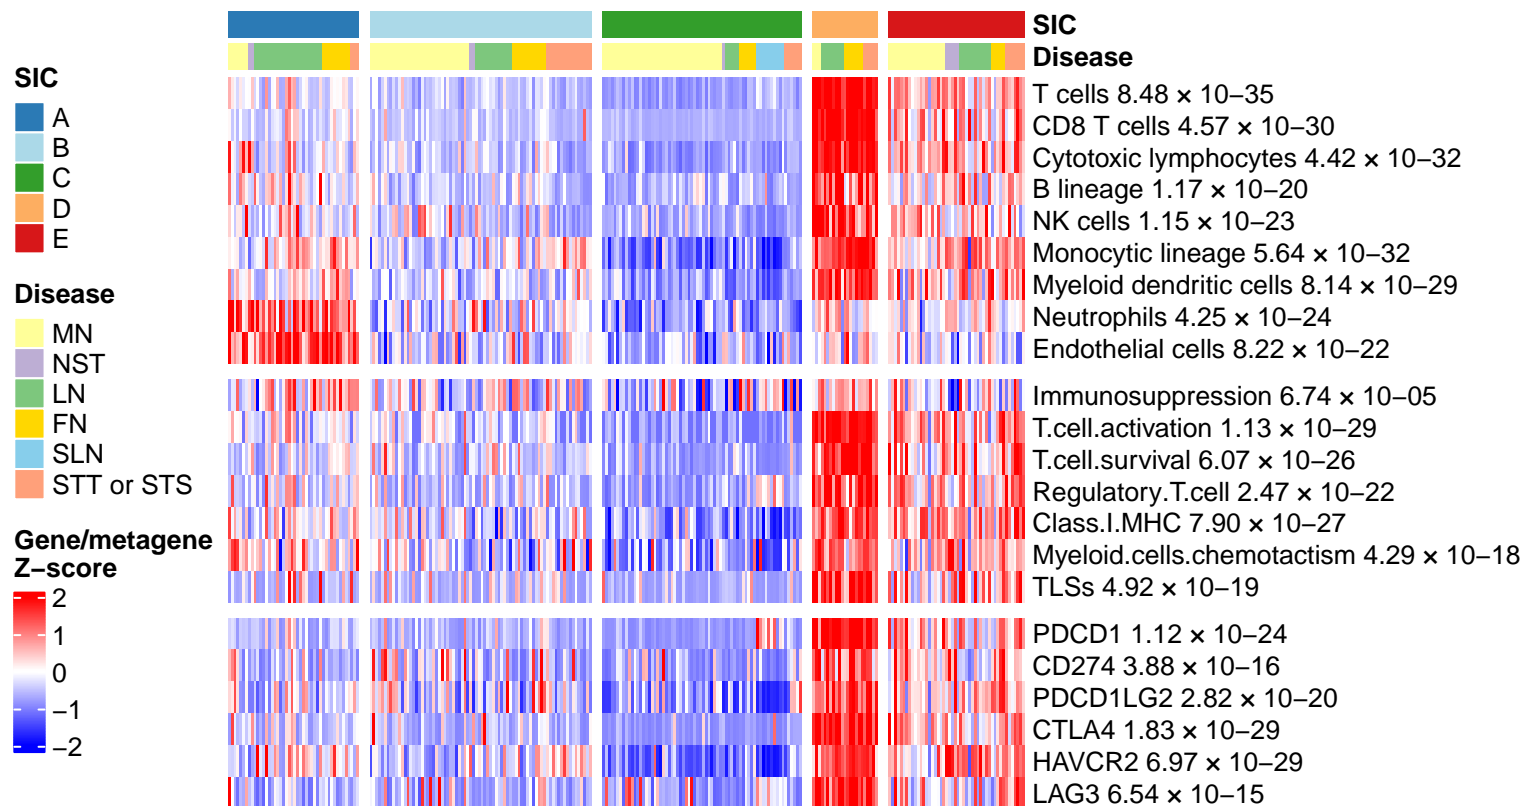 SIC
Disease
SIC
A
B
C
D
E
Disease
MN
NST
LN
FN
SLN
STT or STS
Gene/metagene
Z−score
2
1
0
−1
−2
T cells 8.48 × 10−35
CD8 T cells 4.57 × 10−30
Cytotoxic lymphocytes 4.42 × 10−32
B lineage 1.17 × 10−20
NK cells 1.15 × 10−23
Monocytic lineage 5.64 × 10−32
Myeloid dendritic cells 8.14 × 10−29
Neutrophils 4.25 × 10−24
Endothelial cells 8.22 × 10−22
Immunosuppression 6.74 × 10−05
T.cell.activation 1.13 × 10−29
T.cell.survival 6.07 × 10−26
Regulatory.T.cell 2.47 × 10−22
Class.I.MHC 7.90 × 10−27
Myeloid.cells.chemotactism 4.29 × 10−18
TLSs 4.92 × 10−19
PDCD1 1.12 × 10−24
CD274 3.88 × 10−16
PDCD1LG2 2.82 × 10−20
CTLA4 1.83 × 10−29
HAVCR2 6.97 × 10−29
LAG3 6.54 × 10−15